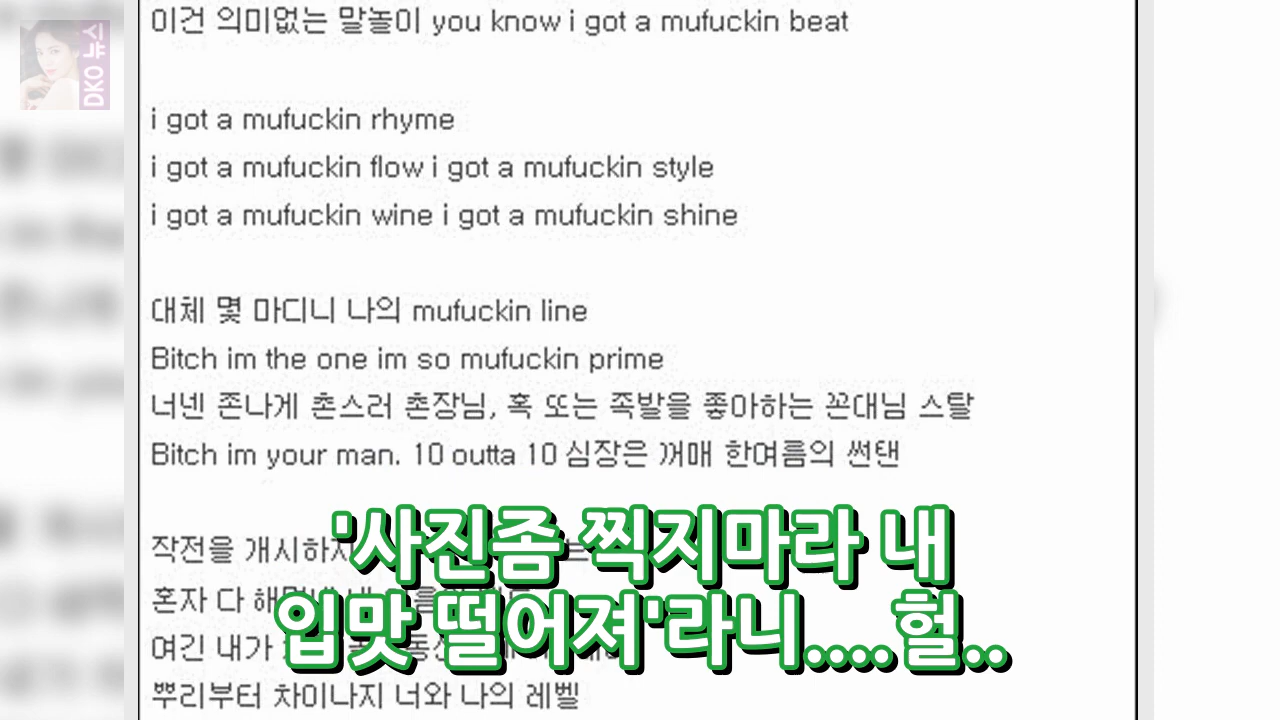 이건 의미없는 말놀이 you know i got a mufuckin beat
DKO 뉴스
i got a mufuckin rhyme
i got a mufuckin flow i got a mufuckin style
i got a mufuckin wine i got a mufuckin shine
대체 몇 마디니 나의 mufuckin line
Bitch im the one im so mufuckin prime
너넨 존나게 촌스러 촌장님, 혹 또는 족발을 좋아하는 꼰대님 스탈
Bitch im your man. 10 outta 10 심장은 꺼매 한여름의 썬탠
작전을
'사진좀 찍지마라 내
혼자 다
입맛 떨어져'라니....헐..
여긴 내가
뿌리부터 차이나지 너와 나의 레벨